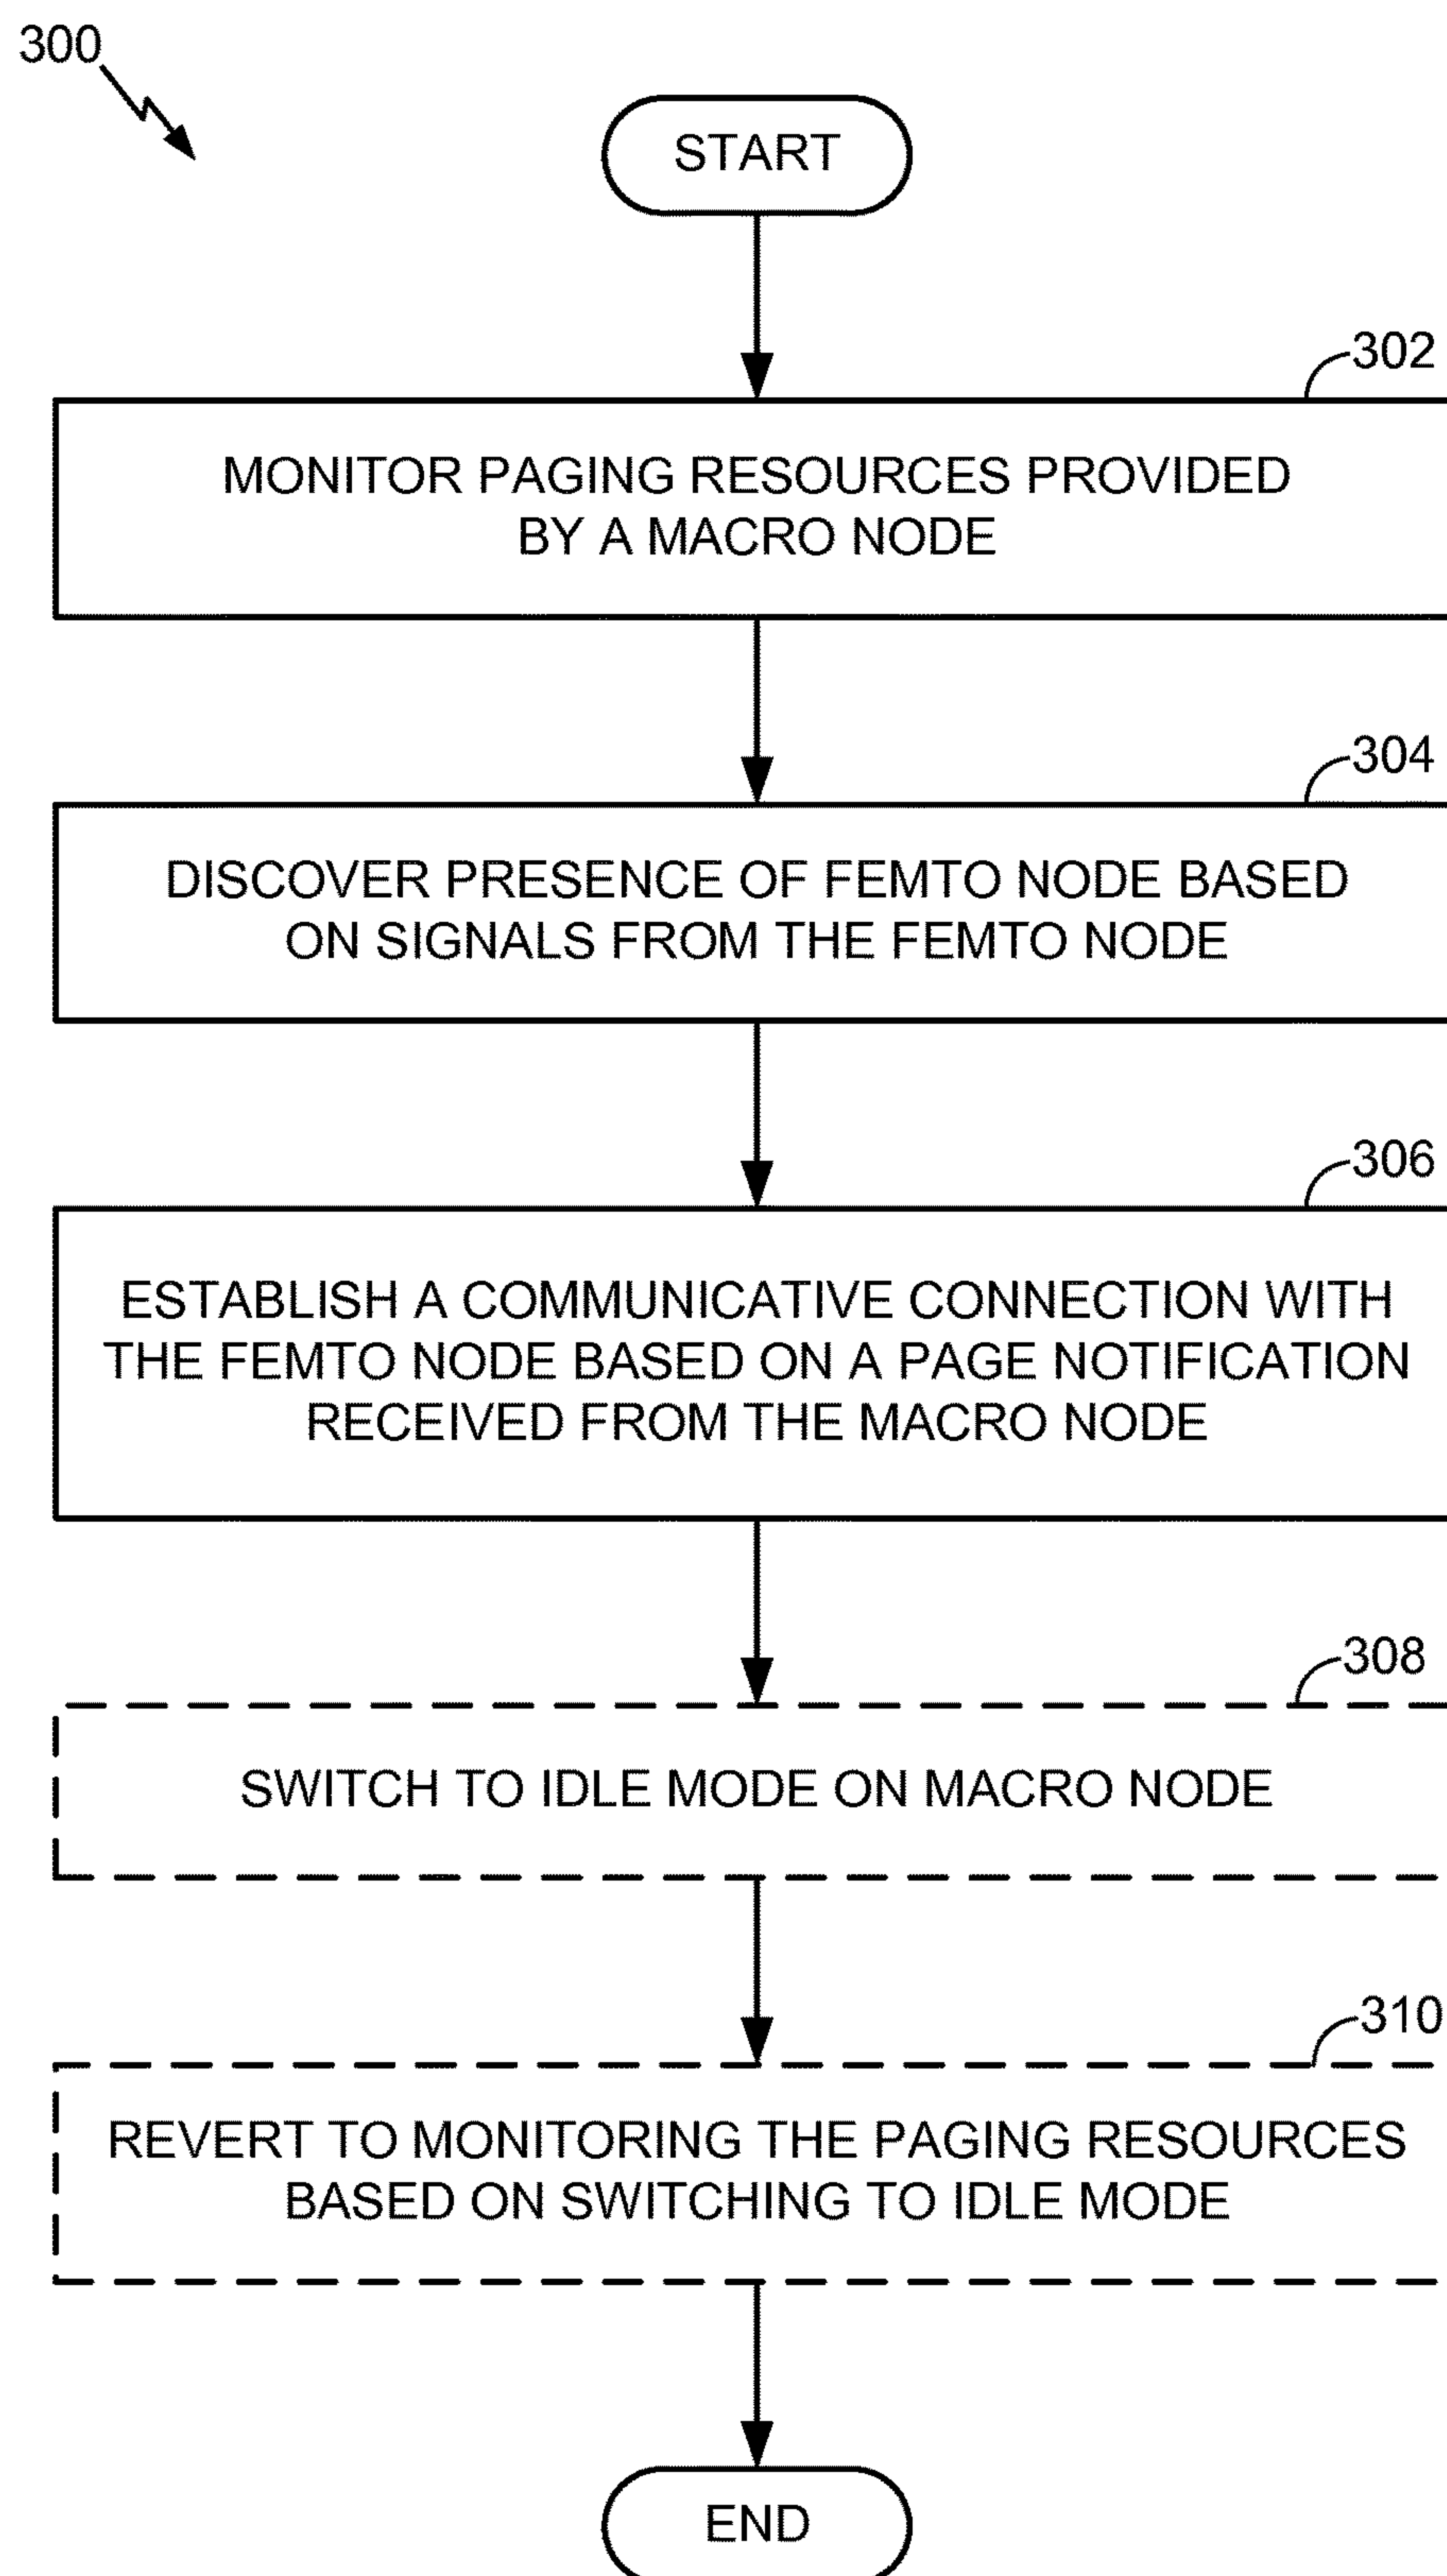 300
START
302
MONITOR PAGING RESOURCES PROVIDED
BY A MACRO NODE
304
DISCOVER PRESENCE OF FEMTO NODE BASED
ON SIGNALS FROM THE FEMTO NODE
306
ESTABLISH A COMMUNICATIVE CONNECTION WITH
THE FEMTO NODE BASED ON A PAGE NOTIFICATION
RECEIVED FROM THE MACRO NODE
308
SWITCH TO IDLE MODE ON MACRO NODE
310
REVERT TO MONITORING THE PAGING RESOURCES
BASED ON SWITCHING TO IDLE MODE
END